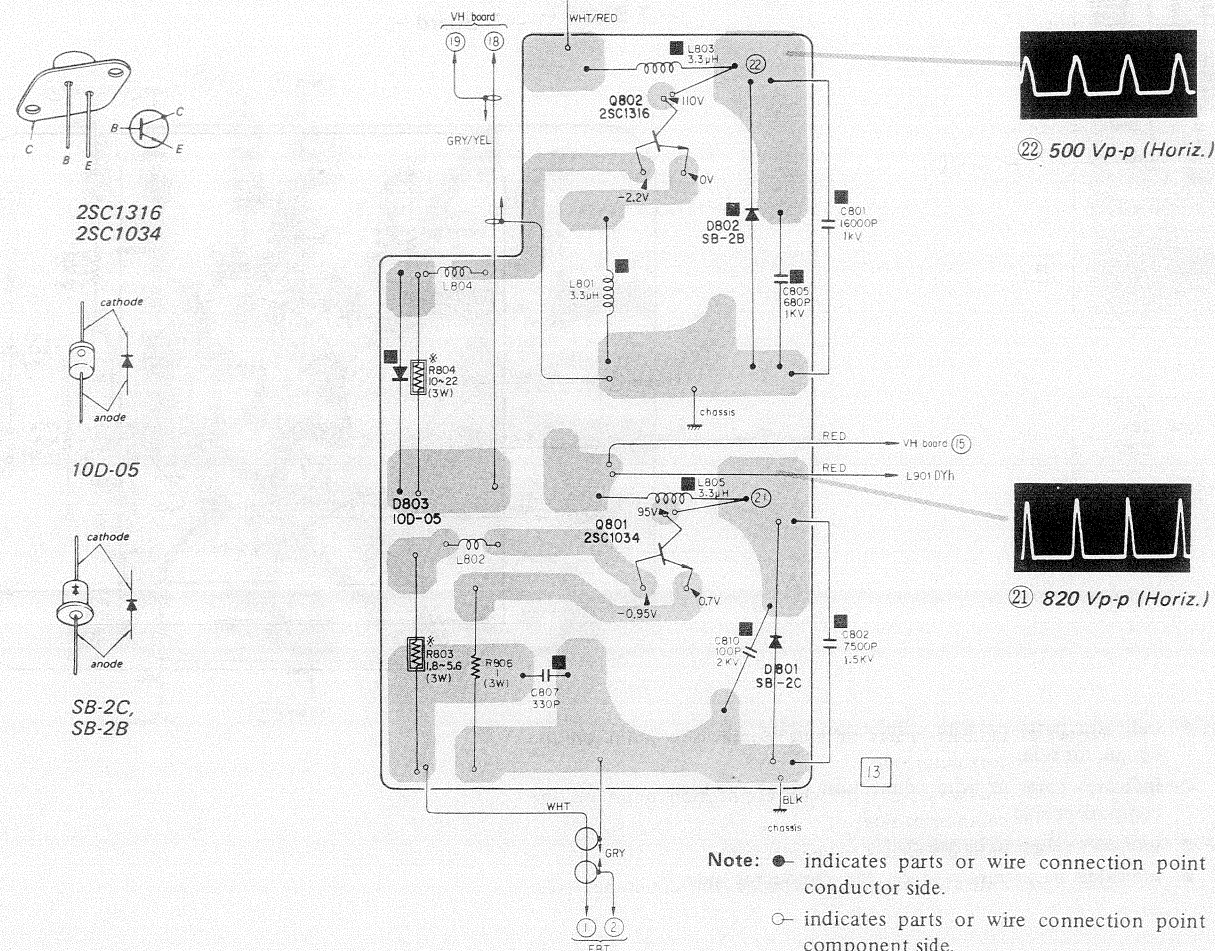 VH board
19 18
WHT/RED
L803
3.3μH
22
Q802
2SC1316
110V
GRY/YEL
-2.2V
0V
D802
SB-2B
C801
16000P
1kV
C805
680P
1KV
L801
3.3μH
L804
※
R804
10~22
(3W)
chassis
RED
VH board 15
RED
L901 DYh
L805
3.3μH
21
95V
D803
10D-05
Q801
2SC1034
L802
-0.95V
0.7V
※
R803
1.8~5.6
(3W)
R806
1
(3W)
C807
330P
C810
100P
2KV
D801
SB-2C
C802
7500P
1.5KV
13
WHT
BLK
chassis
GRY
1 2
FBT
C
B
E
C
B
E
C
2SC1316
2SC1034
cathode
anode
10D-05
cathode
anode
SB-2C,
SB-2B
22 500 Vp-p (Horiz.)
21 820 Vp-p (Horiz.)
Note: ●– indicates parts or wire connection point
conductor side.
○– indicates parts or wire connection point
component side.